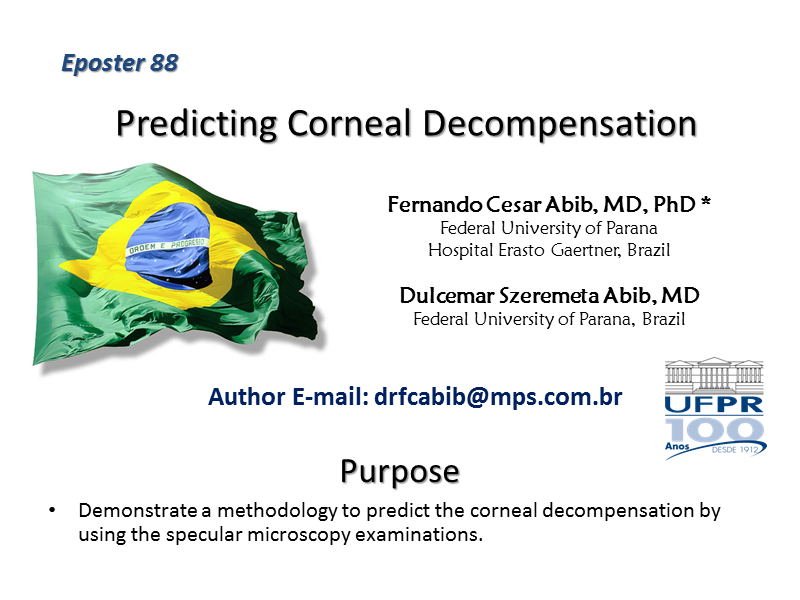 Eposter 88
Predicting Corneal Decompensation
ORDEM E PROGRESSO
Fernando Cesar Abib, MD, PhD *
Federal University of Parana
Hospital Erasto Gaertner, Brazil
Dulcemar Szeremeta Abib, MD
Federal University of Parana, Brazil
Author E-mail: drfcabib@mps.com.br
UFPR
100
Anos
DESDE 1912
Purpose
• Demonstrate a methodology to predict the corneal decompensation by
using the specular microscopy examinations.